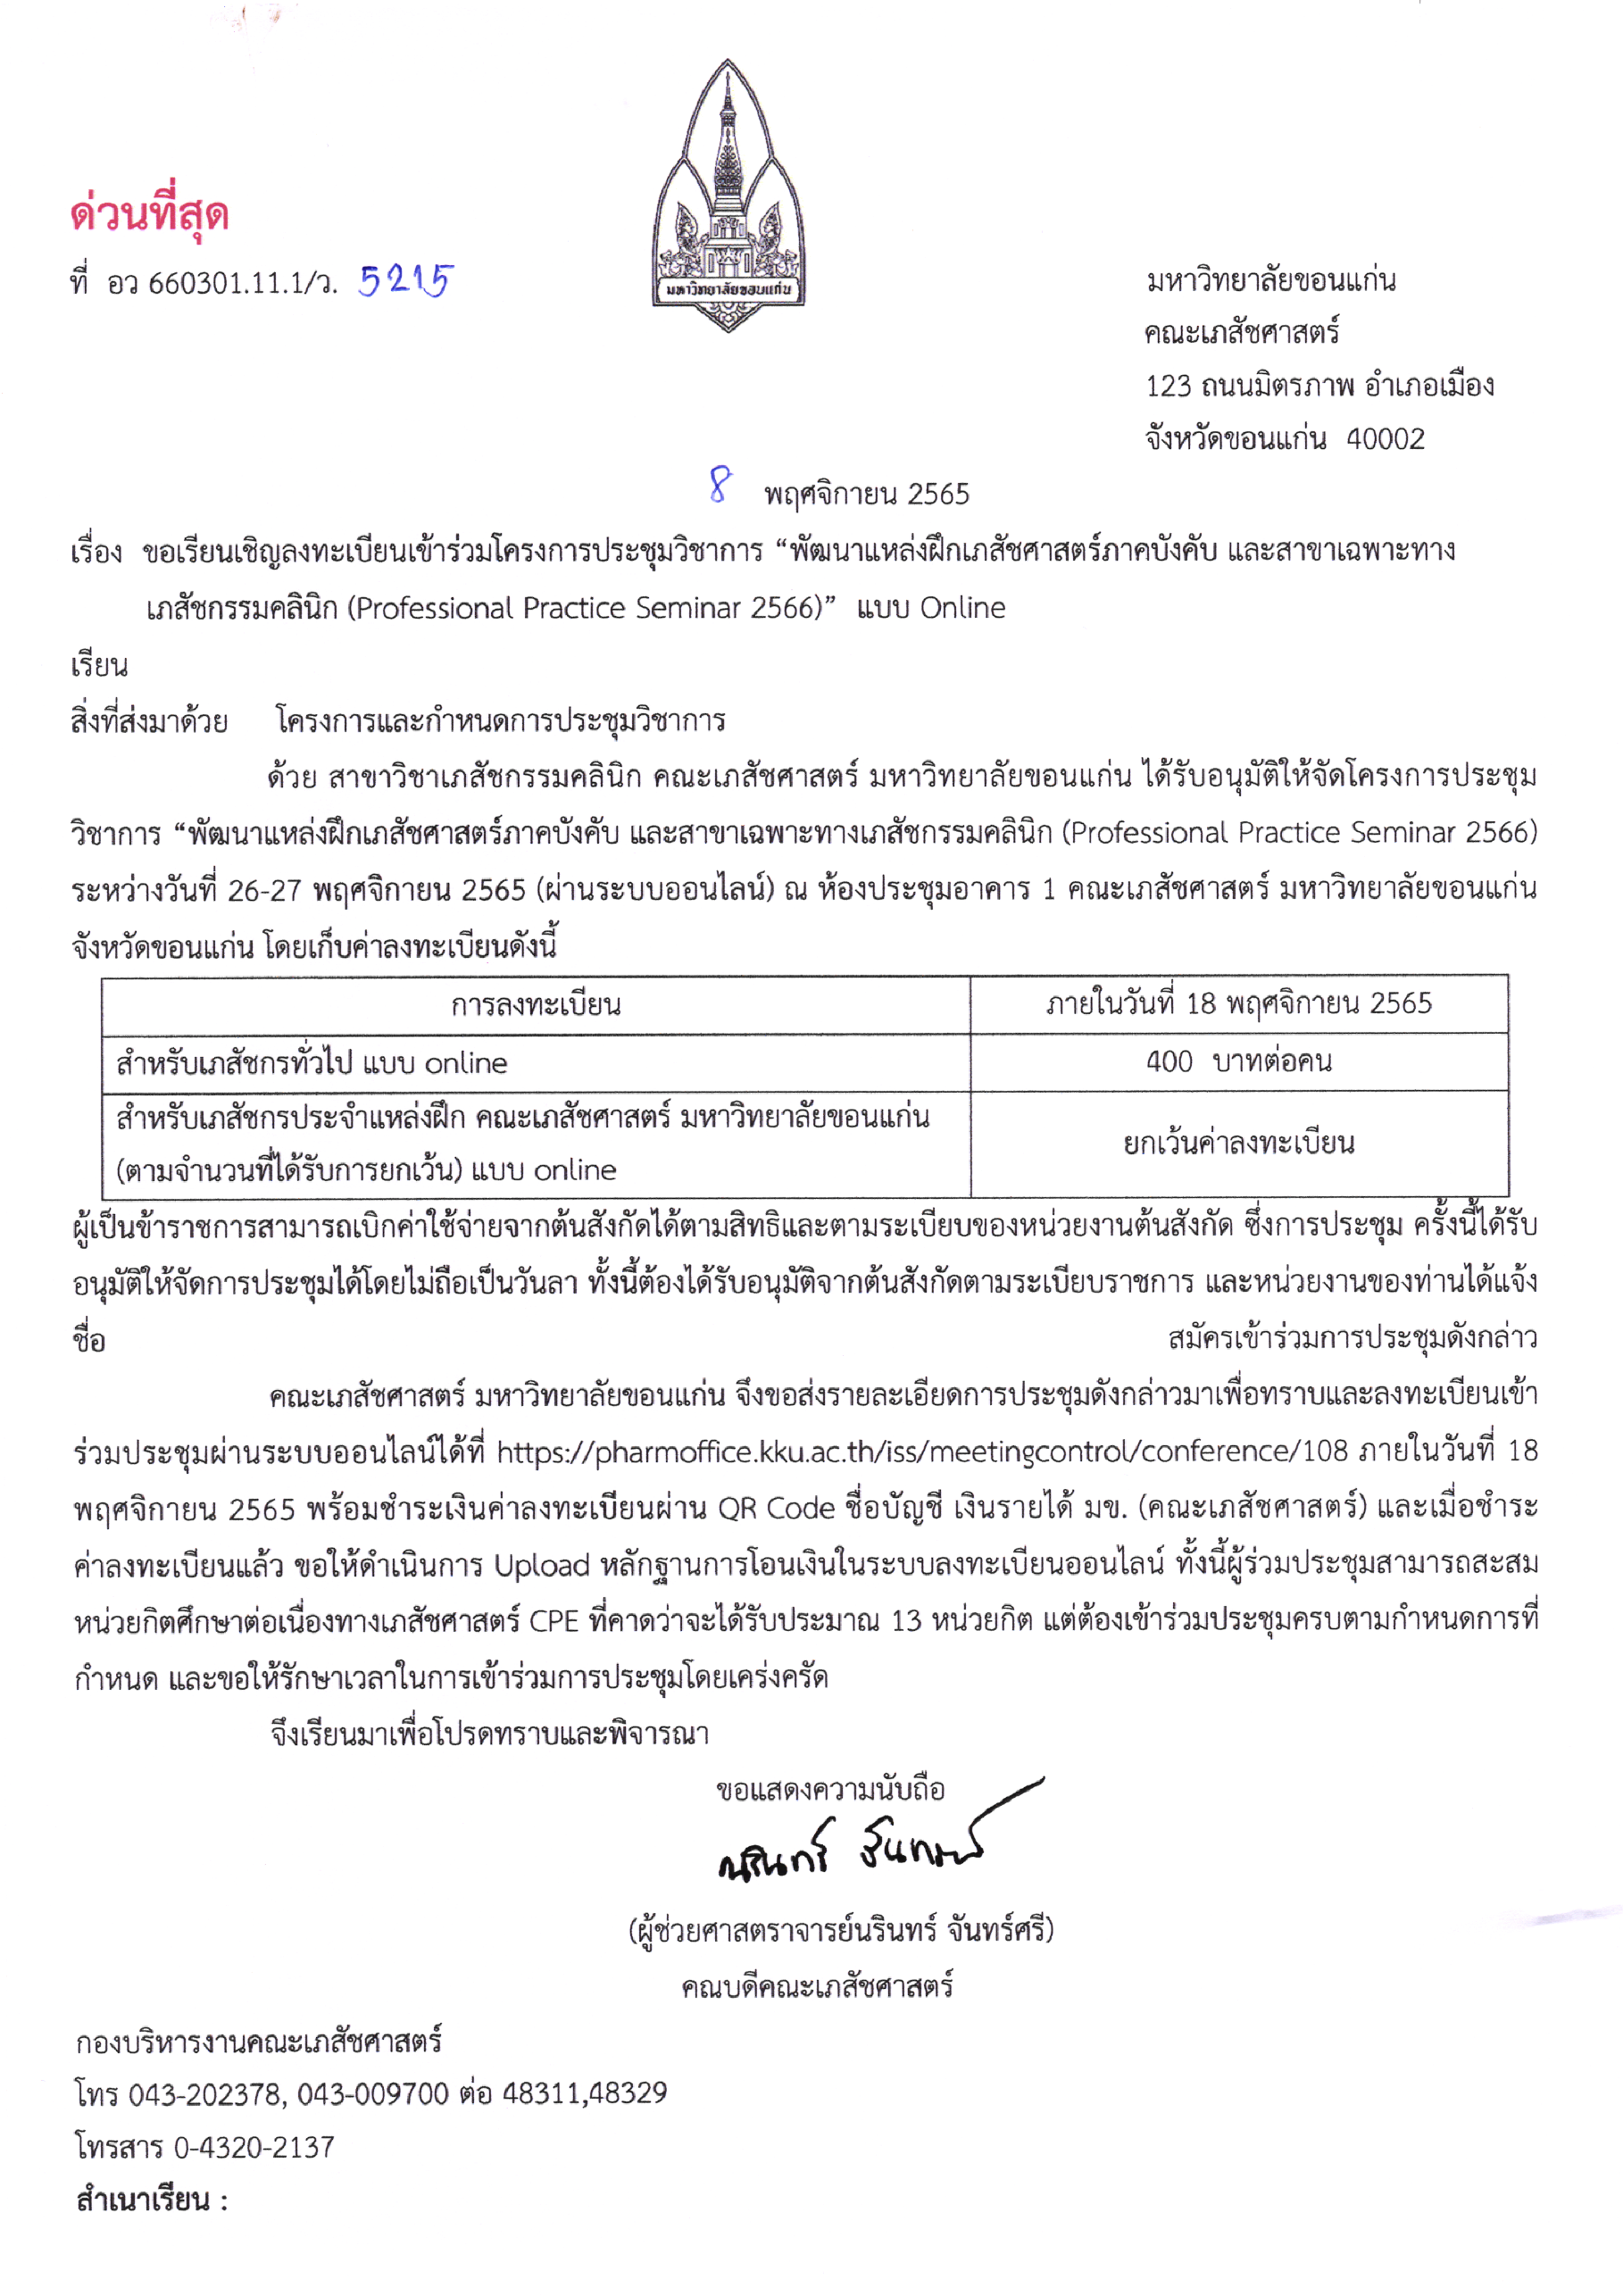 ด่วนที่สุด
ที่ อว 660301.11.1/ว. 5215
มหาวิทยาลัยขอนแก่น
มหาวิทยาลัยขอนแก่น
คณะเภสัชศาสตร์
123 ถนนมิตรภาพ อำเภอเมือง
จังหวัดขอนแก่น 40002
8 พฤศจิกายน 2565
เรื่อง ขอเรียนเชิญลงทะเบียนเข้าร่วมโครงการประชุมวิชาการ “พัฒนาแหล่งฝึกเภสัชศาสตร์ภาคบังคับ และสาขาเฉพาะทาง
เภสัชกรรมคลินิก (Professional Practice Seminar 2566)” แบบ Online
เรียน
สิ่งที่ส่งมาด้วย โครงการและกำหนดการประชุมวิชาการ
ด้วย สาขาวิชาเภสัชกรรมคลินิก คณะเภสัชศาสตร์ มหาวิทยาลัยขอนแก่น ได้รับอนุมัติให้จัดโครงการประชุม
วิชาการ “พัฒนาแหล่งฝึกเภสัชศาสตร์ภาคบังคับ และสาขาเฉพาะทางเภสัชกรรมคลินิก (Professional Practice Seminar 2566)
ระหว่างวันที่ 26-27 พฤศจิกายน 2565 (ผ่านระบบออนไลน์) ณ ห้องประชุมอาคาร 1 คณะเภสัชศาสตร์ มหาวิทยาลัยขอนแก่น
จังหวัดขอนแก่น โดยเก็บค่าลงทะเบียนดังนี้
การลงทะเบียน ภายในวันที่ 18 พฤศจิกายน 2565
สำหรับเภสัชกรทั่วไป แบบ online 400 บาทต่อคน
สำหรับเภสัชกรประจำแหล่งฝึก คณะเภสัชศาสตร์ มหาวิทยาลัยขอนแก่น
(ตามจำนวนที่ได้รับการยกเว้น) แบบ online
ยกเว้นค่าลงทะเบียน
ผู้เป็นข้าราชการสามารถเบิกค่าใช้จ่ายจากต้นสังกัดได้ตามสิทธิและตามระเบียบของหน่วยงานต้นสังกัด ซึ่งการประชุม ครั้งนี้ได้รับ
อนุมัติให้จัดการประชุมได้โดยไม่ถือเป็นวันลา ทั้งนี้ต้องได้รับอนุมัติจากต้นสังกัดตามระเบียบราชการ และหน่วยงานของท่านได้แจ้ง
ชื่อ สมัครเข้าร่วมการประชุมดังกล่าว
คณะเภสัชศาสตร์ มหาวิทยาลัยขอนแก่น จึงขอส่งรายละเอียดการประชุมดังกล่าวมาเพื่อทราบและลงทะเบียนเข้า
ร่วมประชุมผ่านระบบออนไลน์ได้ที่ https://pharmoffice.kku.ac.th/iss/meetingcontrol/conference/108 ภายในวันที่ 18
พฤศจิกายน 2565 พร้อมชำระเงินค่าลงทะเบียนผ่าน QR Code ชื่อบัญชี เงินรายได้ มข. (คณะเภสัชศาสตร์) และเมื่อชำระ
ค่าลงทะเบียนแล้ว ขอให้ดำเนินการ Upload หลักฐานการโอนเงินในระบบลงทะเบียนออนไลน์ ทั้งนี้ผู้ร่วมประชุมสามารถสะสม
หน่วยกิตศึกษาต่อเนื่องทางเภสัชศาสตร์ CPE ที่คาดว่าจะได้รับประมาณ 13 หน่วยกิต แต่ต้องเข้าร่วมประชุมครบตามกำหนดการที่
กำหนด และขอให้รักษาเวลาในการเข้าร่วมการประชุมโดยเคร่งครัด
จึงเรียนมาเพื่อโปรดทราบและพิจารณา
ขอแสดงความนับถือ
(ผู้ช่วยศาสตราจารย์นรินทร์ จันทร์ศรี)
คณบดีคณะเภสัชศาสตร์
กองบริหารงานคณะเภสัชศาสตร์
โทร 043-202378, 043-009700 ต่อ 48311,48329
โทรสาร 0-4320-2137
สำเนาเรียน :